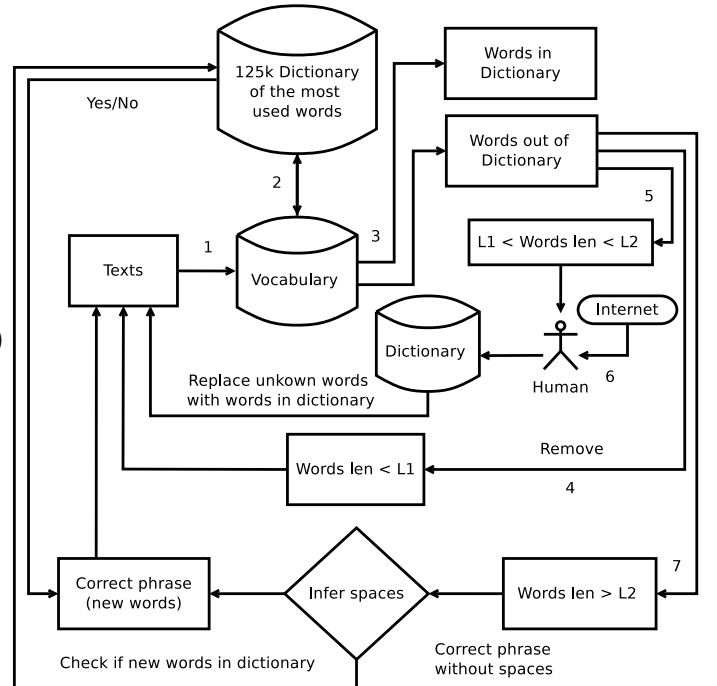 125k Dictionary
of the most
used words
Words in
Dictionary
Yes/No
Words out of
Dictionary
2
5
1
3
L1 < Words len < L2
Texts
Vocabulary
Internet
Dictionary
Human
6
Replace unkown words
with words in dictionary
Remove
Words len < L1
4
7
Correct phrase
(new words)
Infer spaces
Words len > L2
Check if new words in dictionary
Correct phrase
without spaces
)